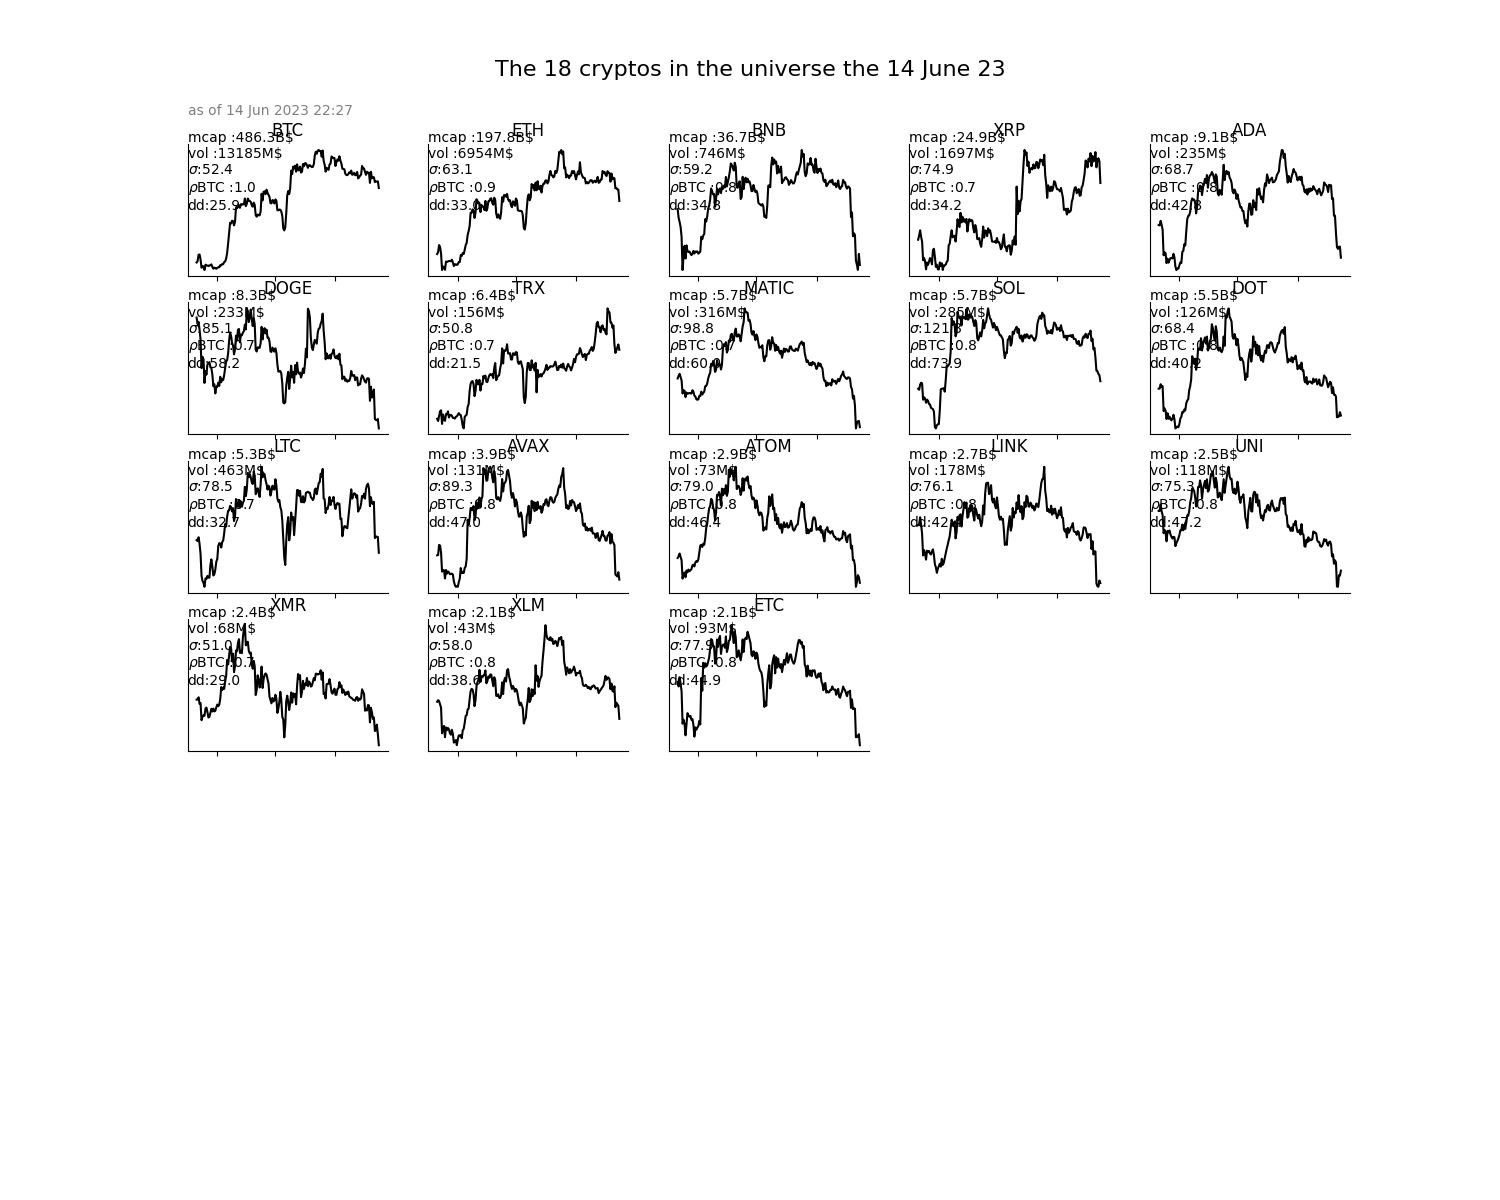 The 18 cryptos in the universe the 14 June 23
as of 14 Jun 2023 22:27
BTC
mcap :486.3B$
vol :13185M$
σ:52.4
ρBTC :1.0
dd:25.9
ETH
mcap :197.8B$
vol :6954M$
σ:63.1
ρBTC :0.9
dd:33.0
BNB
mcap :36.7B$
vol :746M$
σ:59.2
ρBTC :0.8
dd:34.8
XRP
mcap :24.9B$
vol :1697M$
σ:74.9
ρBTC :0.7
dd:34.2
ADA
mcap :9.1B$
vol :235M$
σ:68.7
ρBTC :0.8
dd:42.8
DOGE
mcap :8.3B$
vol :233M$
σ:85.1
ρBTC :0.7
dd:58.2
TRX
mcap :6.4B$
vol :156M$
σ:50.8
ρBTC :0.7
dd:21.5
MATIC
mcap :5.7B$
vol :316M$
σ:98.8
ρBTC :0.7
SOL
mcap :5.7B$
vol :285M$
ρBTC :0.8
dd:73.9
DOT
mcap :5.5B$
vol :126M$
σ:68.4
ρBTC :0.8
dd:40.2
LTC
mcap :5.3B$
vol :463M$
σ:78.5
ρBTC :0.7
dd:32.7
AVAX
mcap :3.9B$
vol :131M$
σ:89.3
ρBTC :0.8
dd:47.0
ATOM
mcap :2.9B$
vol :73M$
σ:79.0
ρBTC :0.8
dd:46.4
LINK
mcap :2.7B$
vol :178M$
σ:76.1
ρBTC :0.8
UNI
mcap :2.5B$
vol :118M$
σ:75.3
ρBTC :0.8
dd:47.2
XMR
mcap :2.4B$
vol :68M$
σ:51.0
ρBTC :0.7
dd:29.0
XLM
mcap :2.1B$
vol :43M$
σ:58.0
ρBTC :0.8
dd:38.6
ETC
mcap :2.1B$
vol :93M$
σ:77.9
ρBTC :0.8
dd:44.9